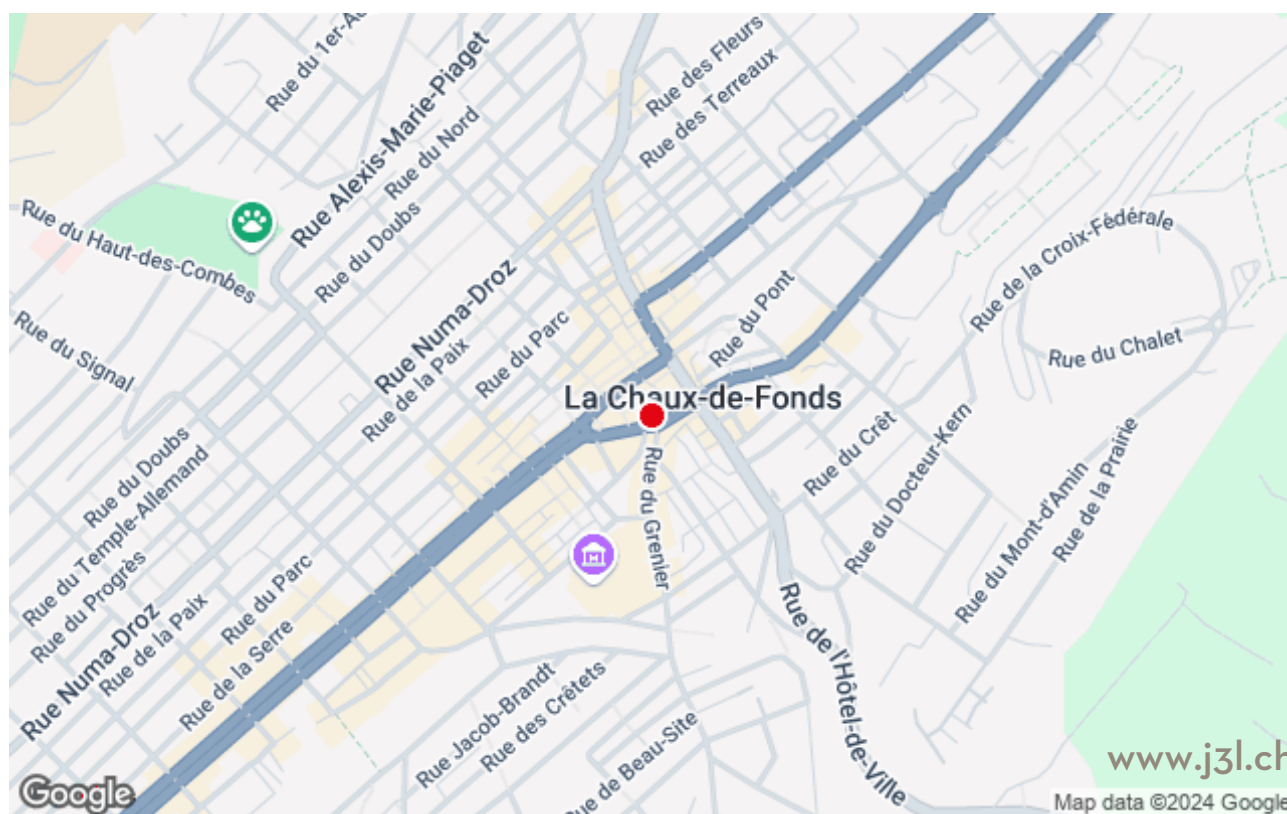 Rue du 1er-A
Rue Alexis-Marie-Piaget
Rue du Nord
Rue des Fleurs
Rue des Terreaux
Rue du Haut-des-Combes
Rue du Doubs
Rue de la Croix-Fédérale
Rue du Signal
Rue Numa-Droz
Rue de la Paix
Rue du Parc
Rue du Pont
Rue du Chalet
La Chaux-de-Fonds
Rue du Doubs
Rue du Temple-Allemand
Rue du Progrès
Rue Numa-Droz
Rue de la Paix
Rue du Parc
Rue de la Serre
Rue du Grenier
M
Rue du Crêt
Rue du Docteur-Kern
Rue du Mont-d'Amin
Rue de la Prairie
Rue de l'Hôtel-de-Ville
Rue Jacob-Brandt
Rue des Crêtets
Rue de Beau-Site
www.j3l.ch
Google
Map data ©2024 Google